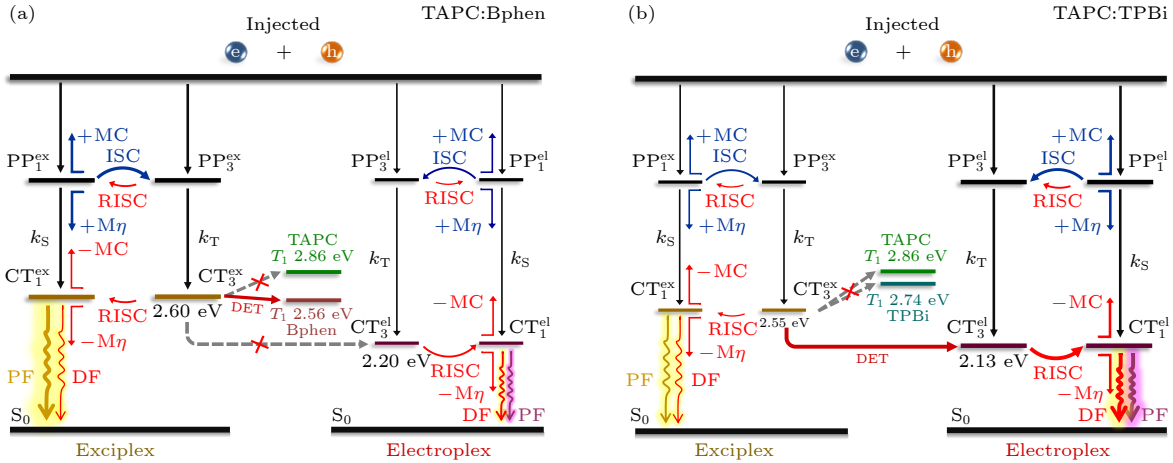 (a)
TAPC:Bphen
Injected
e + h
+MC
ISC
PP₁ᵉˣ
PP₃ᵉˣ
RISC
+Mη
kS
kT
−MC
CT₁ᵉˣ
CT₃ᵉˣ
RISC
2.60 eV
−Mη
PF
DF
TAPC
T₁ 2.86 eV
DET
T₁ 2.56 eV
Bphen
+MC
ISC
PP₃ᵉˡ
PP₁ᵉˡ
RISC
+Mη
kT
kS
−MC
CT₃ᵉˡ
CT₁ᵉˡ
2.20 eV
RISC
−Mη
DF
PF
S₀
S₀
Exciplex
Electroplex
(b)
TAPC:TPBi
Injected
e + h
+MC
ISC
PP₁ᵉˣ
PP₃ᵉˣ
RISC
+Mη
kS
kT
−MC
CT₁ᵉˣ
CT₃ᵉˣ
RISC
2.55 eV
−Mη
PF
DF
TAPC
T₁ 2.86 eV
T₁ 2.74 eV
TPBi
DET
+MC
ISC
PP₃ᵉˡ
PP₁ᵉˡ
RISC
+Mη
kT
kS
−MC
CT₃ᵉˡ
CT₁ᵉˡ
2.13 eV
RISC
−Mη
DF
PF
S₀
S₀
Exciplex
Electroplex